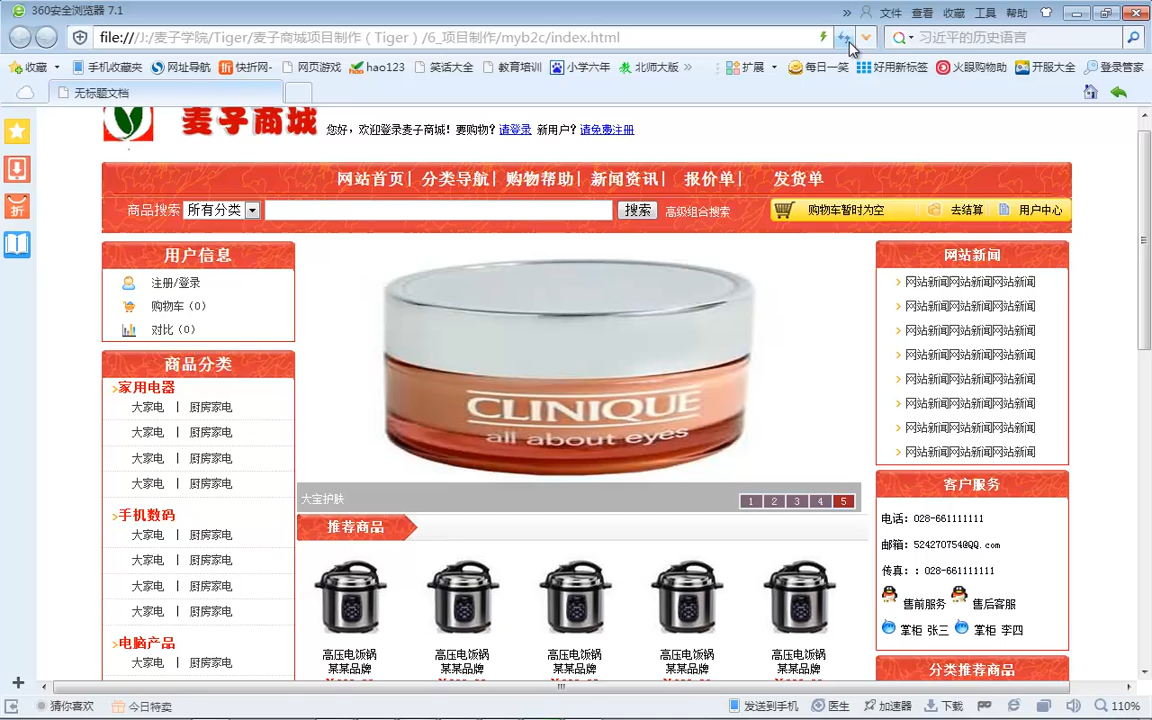 360安全浏览器 7.1
» 文件 查看 收藏 工具 帮助
file:///J:/麦子学院/Tiger/麦子商城项目制作（Tiger）/6_项目制作/myb2c/index.html
习近平的历史语言
收藏 手机收藏夹 网址导航 快折网- 网页游戏 hao123 笑话大全 教育培训 小学六年 北师大版 » 扩展 每日一笑 好用新标签 火眼购物助 开服大全 登录管家
无标题文档
折
麦子商城 您好，欢迎登录麦子商城！要购物？请登录 新用户？请免费注册
网站首页| 分类导航| 购物帮助| 新闻资讯| 报价单| 发货单
商品搜索 所有分类 搜索 高级组合搜索 购物车暂时为空 去结算 用户中心
用户信息
注册/登录
购物车（0）
对比（0）
商品分类
家用电器
大家电 | 厨房家电
大家电 | 厨房家电
大家电 | 厨房家电
大家电 | 厨房家电
手机数码
大家电 | 厨房家电
大家电 | 厨房家电
大家电 | 厨房家电
大家电 | 厨房家电
电脑产品
大家电 | 厨房家电
CLINIQUE
all about eyes
大宝护肤 1 2 3 4 5
推荐商品
高压电饭锅 高压电饭锅 高压电饭锅 高压电饭锅 高压电饭锅
某某品牌 某某品牌 某某品牌 某某品牌 某某品牌
网站新闻
网站新闻网站新闻网站新闻
网站新闻网站新闻网站新闻
网站新闻网站新闻网站新闻
网站新闻网站新闻网站新闻
网站新闻网站新闻网站新闻
网站新闻网站新闻网站新闻
网站新闻网站新闻网站新闻
网站新闻网站新闻网站新闻
客户服务
电话：028-661111111
邮箱：524270754@QQ.com
传真：：028-661111111
售前服务 售后客服
掌柜 张三 掌柜 李四
分类推荐商品
猜你喜欢 今日特卖 发送到手机 医生 加速器 下载 110%